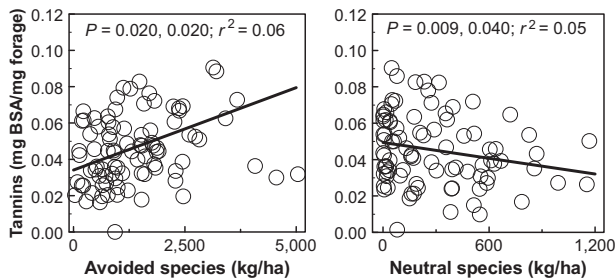 P = 0.020, 0.020; r² = 0.06
P = 0.009, 0.040; r² = 0.05
Tannins (mg BSA/mg forage)
0.12
0.10
0.08
0.06
0.04
0.02
0.00
0 2,500 5,000
Avoided species (kg/ha)
0.12
0.10
0.08
0.06
0.04
0.02
0.00
0 600 1,200
Neutral species (kg/ha)